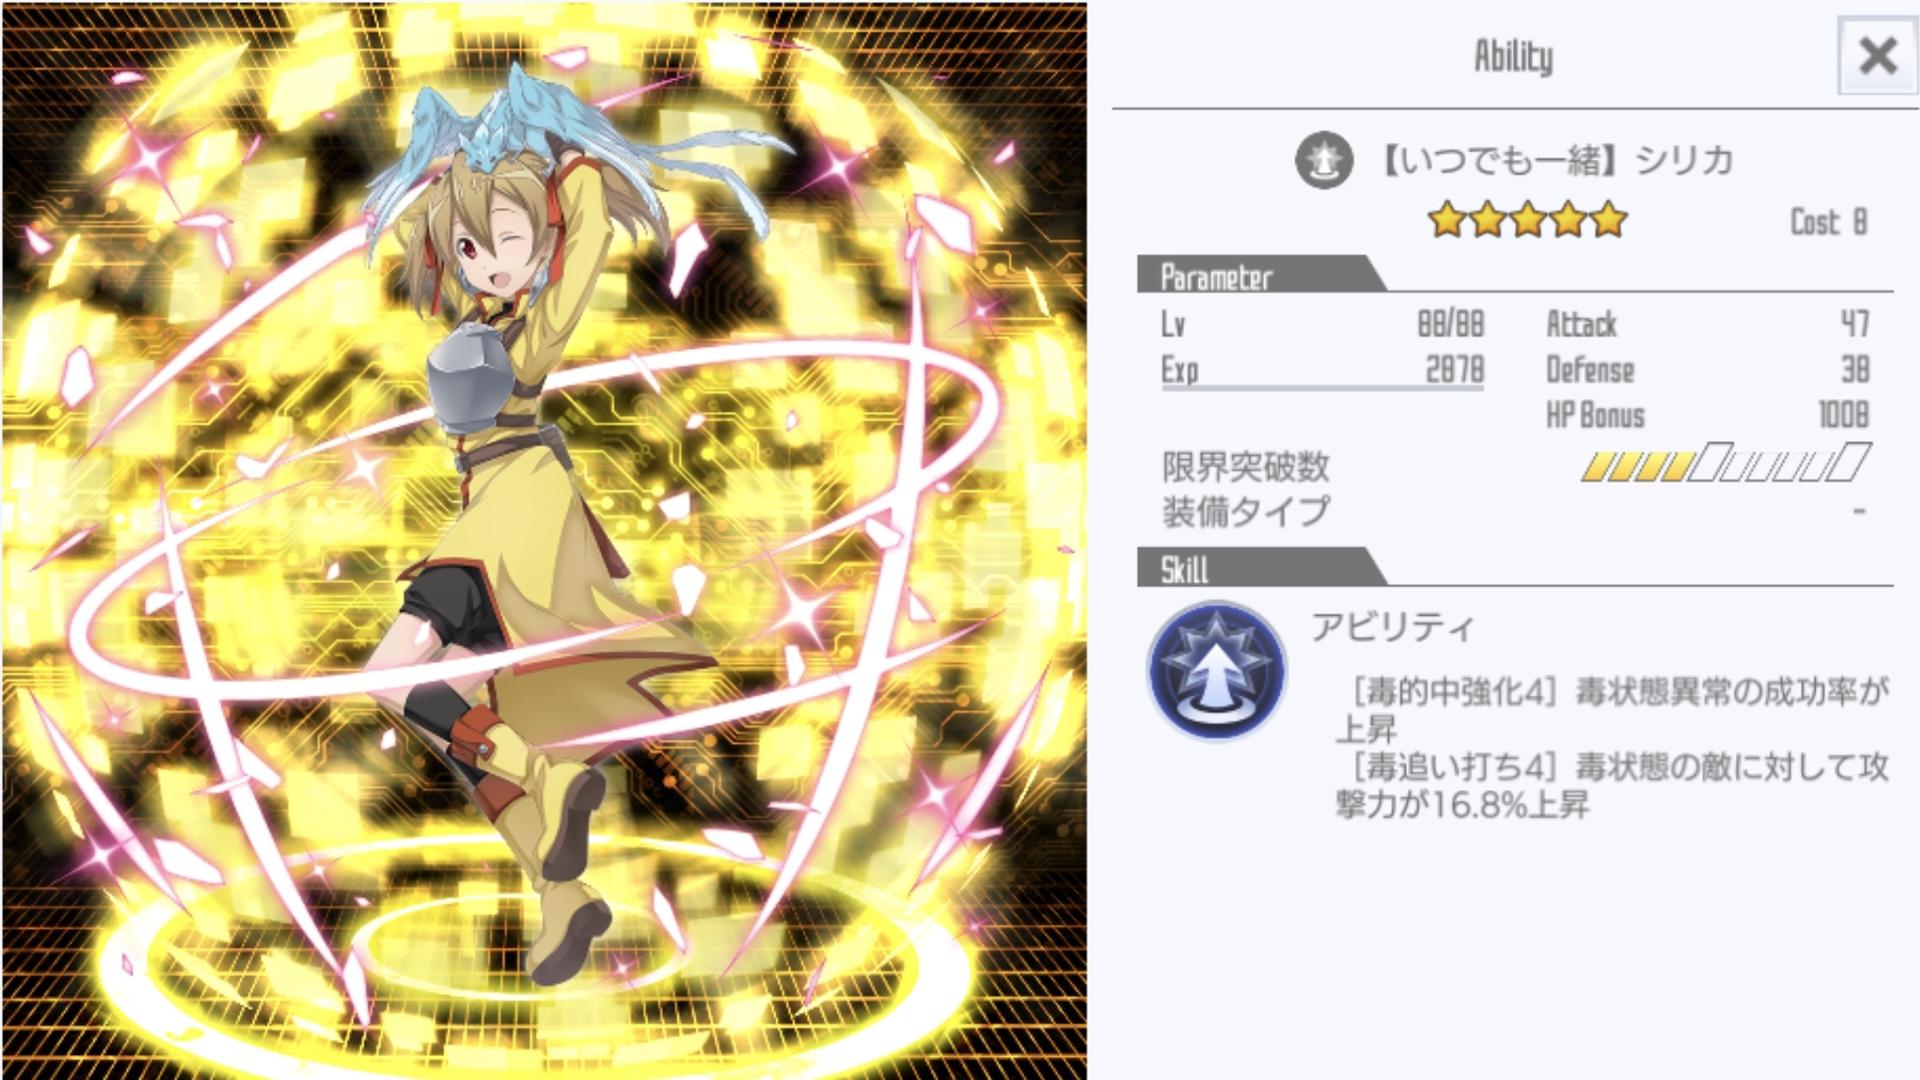 Ability
【いつでも一緒】シリカ
Cost 8
Parameter
Lv 88/88 Attack 47
Exp 2878 Defense 38
HP Bonus 1008
限界突破数
装備タイプ -
Skill
アビリティ
［毒的中強化4］毒状態異常の成功率が
上昇
［毒追い打ち4］毒状態の敵に対して攻
撃力が16.8%上昇